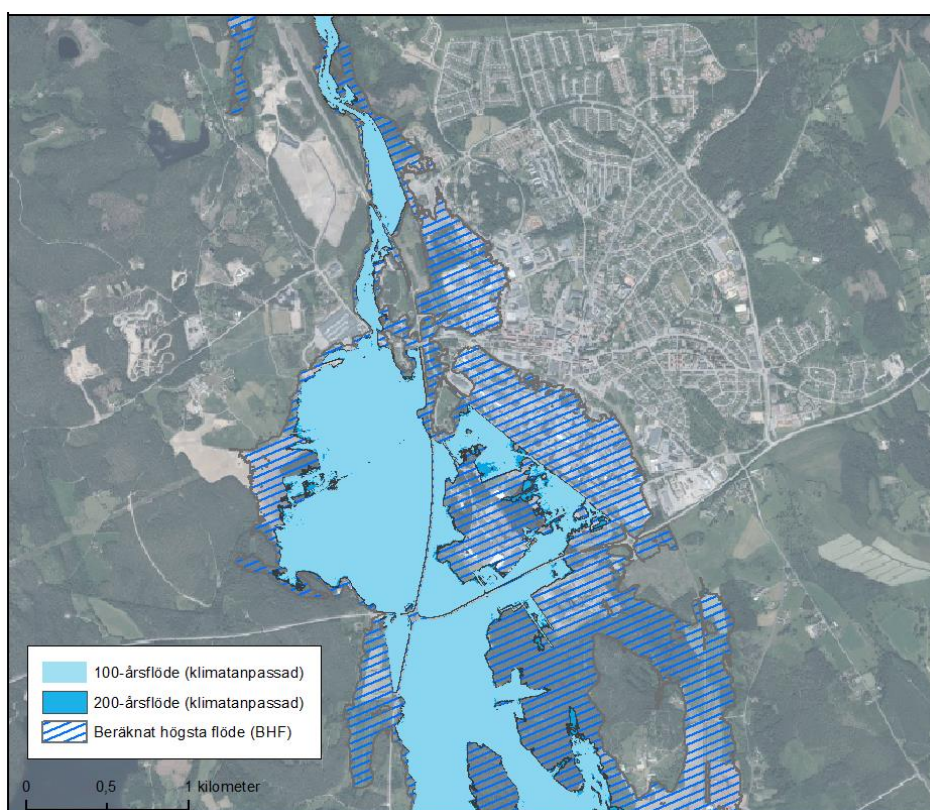 100-årsflöde (klimatanpassad)
200-årsflöde (klimatanpassad)
Beräknat högsta flöde (BHF)
0 0,5 1 kilometer